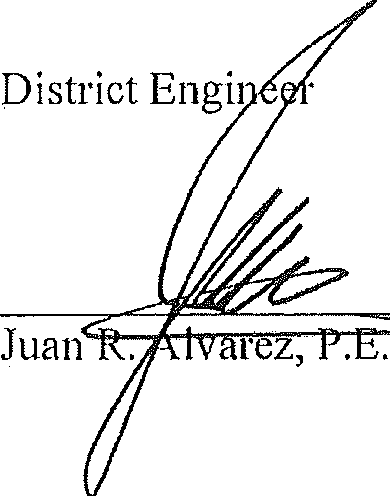 District Engineer
Juan R. Alvarez, P.E.